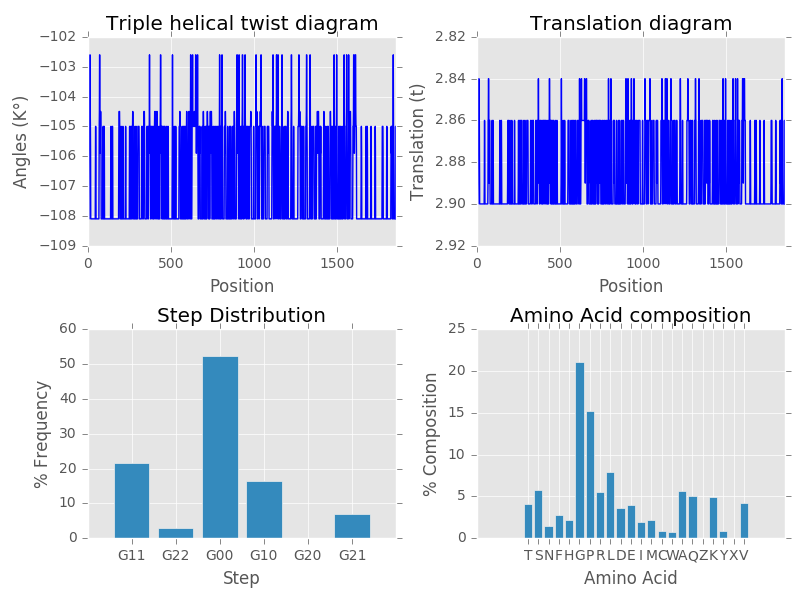 Triple helical twist diagram
−102
−103
−104
−105
−106
−107
−108
−109
Angles (K°)
0 500 1000 1500
Position
Translation diagram
2.82
2.84
2.86
2.88
2.90
2.92
Translation (t)
0 500 1000 1500
Position
Step Distribution
60
50
40
30
20
10
0
% Frequency
G11 G22 G00 G10 G20 G21
Step
Amino Acid composition
25
20
15
10
5
0
% Composition
T S N F H G P R L D E I M C W A Q Z K Y X V
Amino Acid